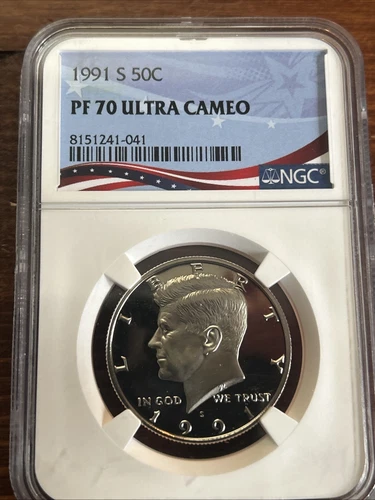 1991 S 50C
PF 70 ULTRA CAMEO
8151241-041
NGC
LIBERTY
IN GOD WE TRUST
S
1991